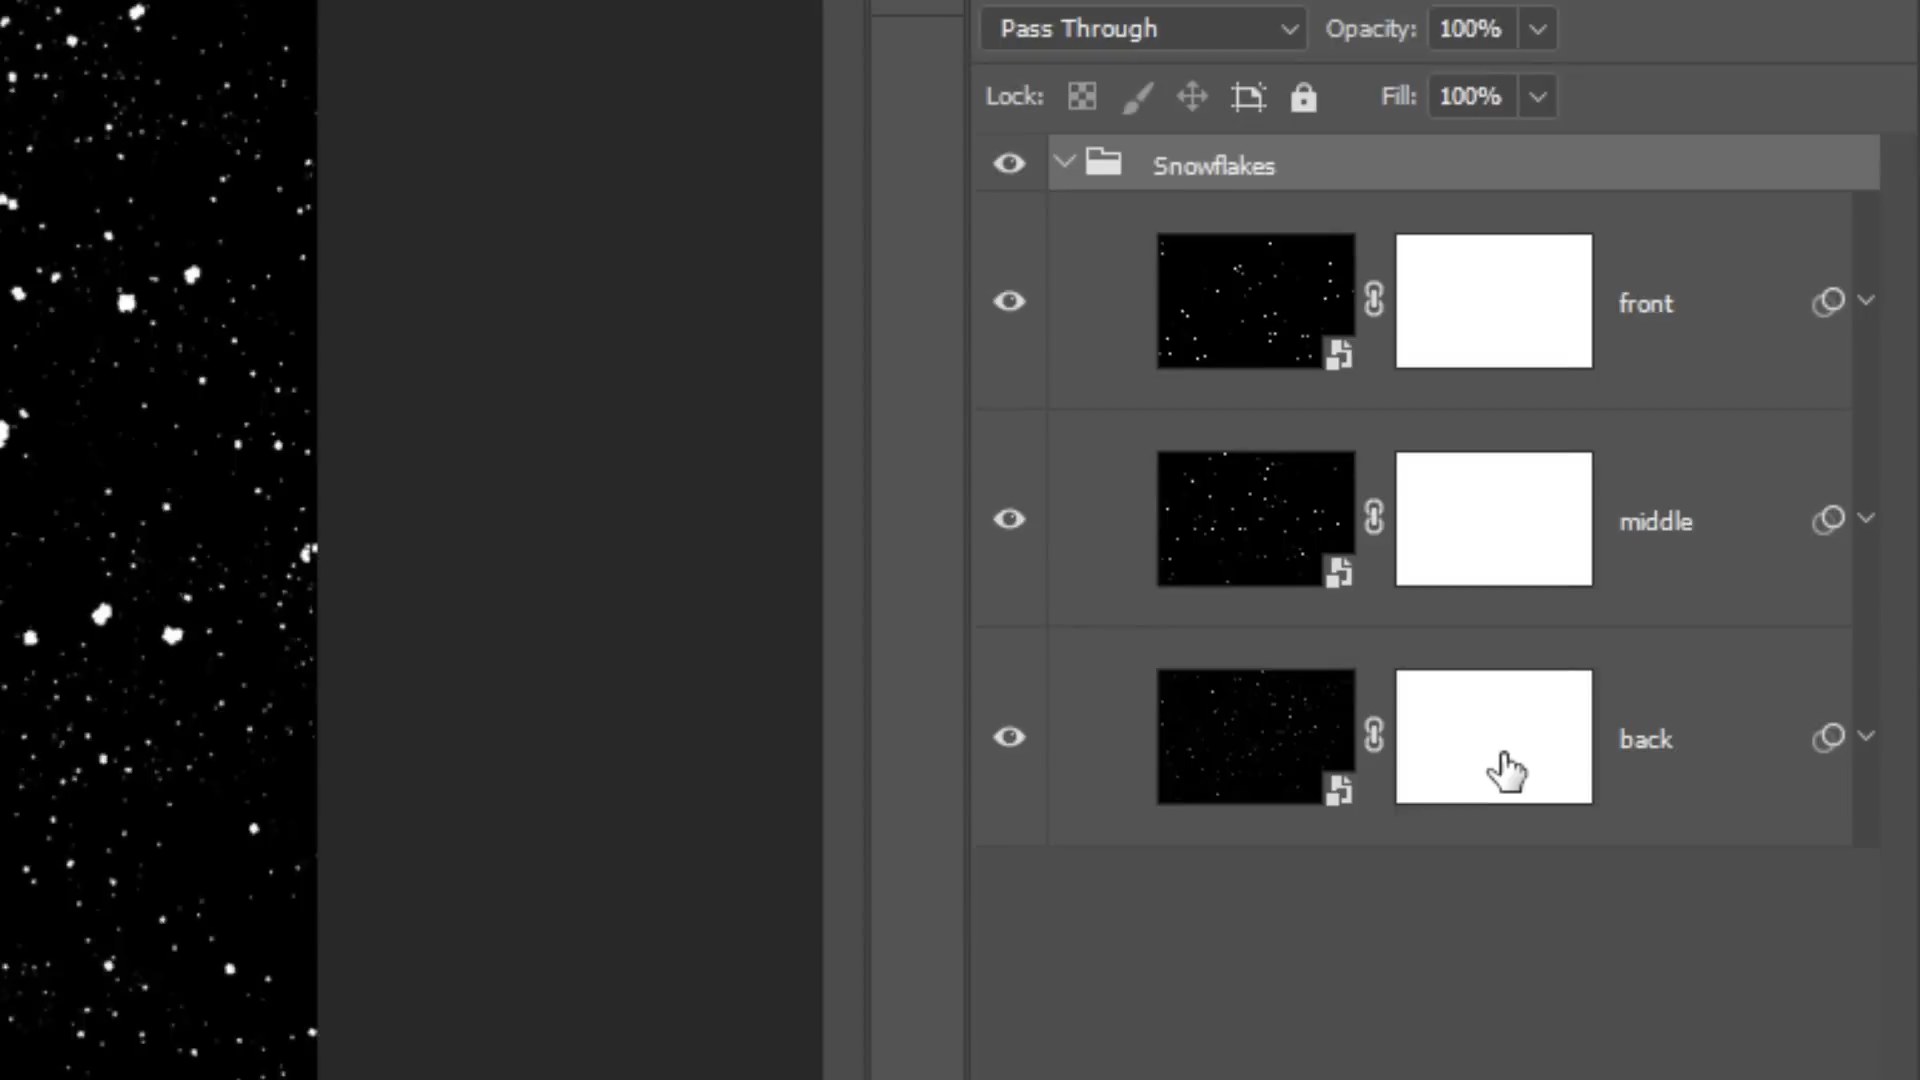 Pass Through Opacity: 100%
Lock: Fill: 100%
Snowflakes
front
middle
back